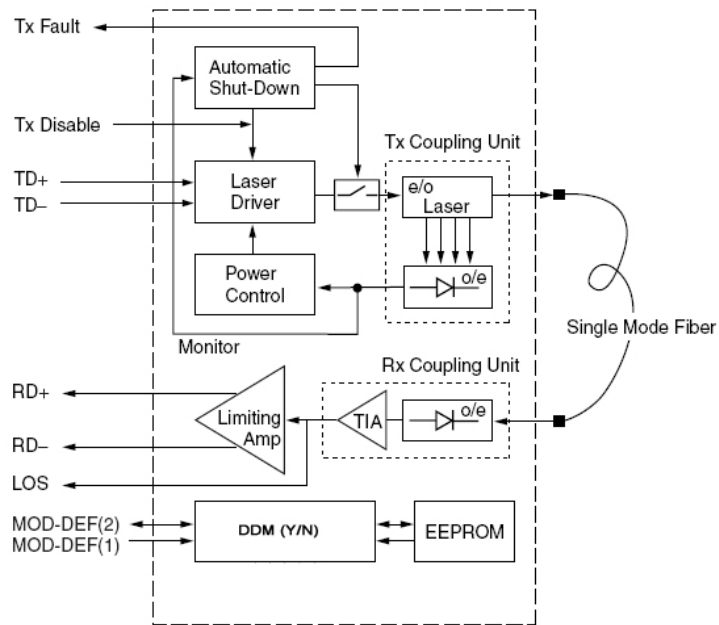 Tx Fault
Automatic
Shut-Down
Tx Disable
Tx Coupling Unit
TD+
TD–
Laser
Driver
e/o
Laser
Power
Control
o/e
Single Mode Fiber
Monitor
Rx Coupling Unit
RD+
RD–
Limiting
Amp
TIA
o/e
LOS
MOD-DEF(2)
MOD-DEF(1)
DDM (Y/N)
EEPROM